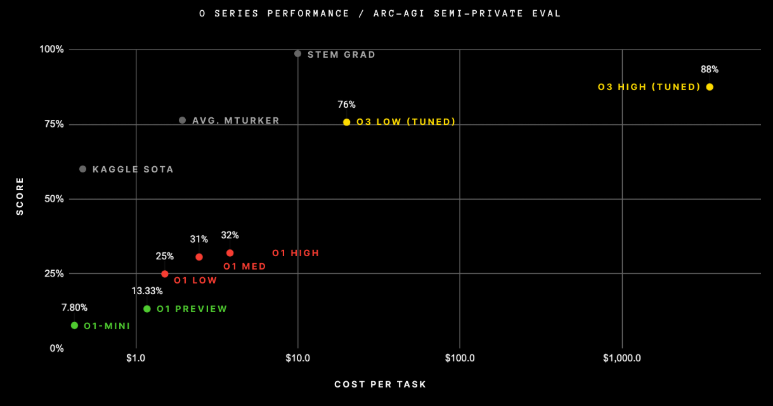 O SERIES PERFORMANCE / ARC-AGI SEMI-PRIVATE EVAL
100%
STEM GRAD
88%
O3 HIGH (TUNED)
76%
AVG. MTURKER
O3 LOW (TUNED)
75%
KAGGLE SOTA
SCORE
50%
31%
32%
O1 HIGH
25%
O1 MED
25%
O1 LOW
13.33%
7.80%
O1 PREVIEW
O1-MINI
0%
$1.0
$10.0
$100.0
$1,000.0
COST PER TASK